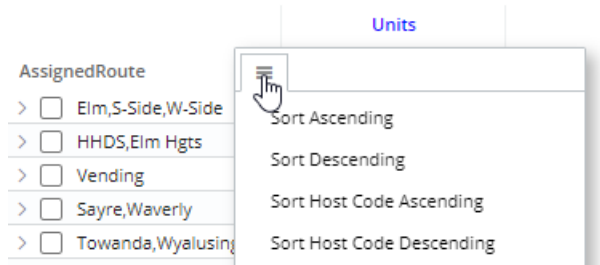 Units
AssignedRoute
Elm,S-Side,W-Side
HHDS,Elm Hgts
Vending
Sayre,Waverly
Towanda,Wyalusing
Sort Ascending
Sort Descending
Sort Host Code Ascending
Sort Host Code Descending